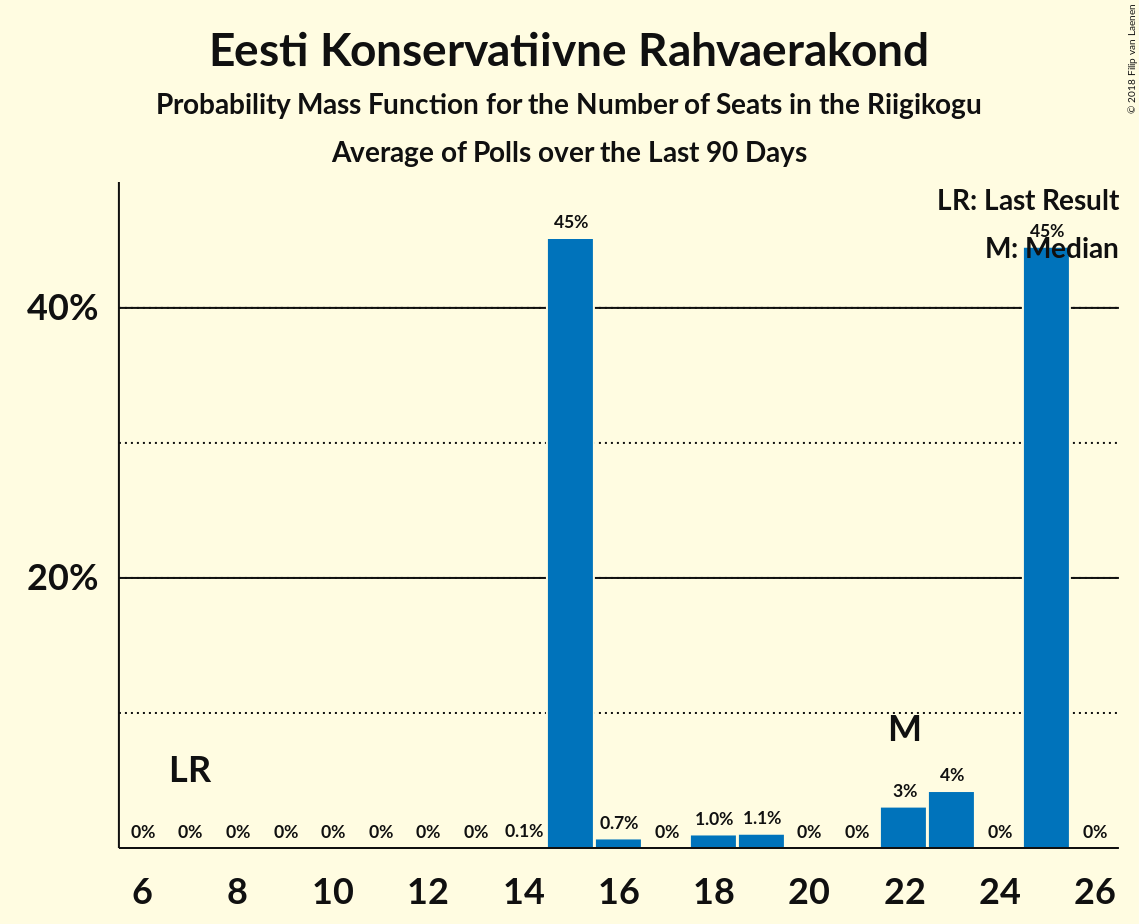 Eesti Konservatiivne Rahvaerakond
Probability Mass Function for the Number of Seats in the Riigikogu
Average of Polls over the Last 90 Days
© 2018 Filip van Laenen
LR: Last Result
M: Median
45%
45%
40%
20%
LR
M
0%
0%
0%
0%
0%
0%
0%
0%
0.1%
0.7%
0%
1.0%
1.1%
0%
0%
3%
4%
0%
0%
6 8 10 12 14 16 18 20 22 24 26